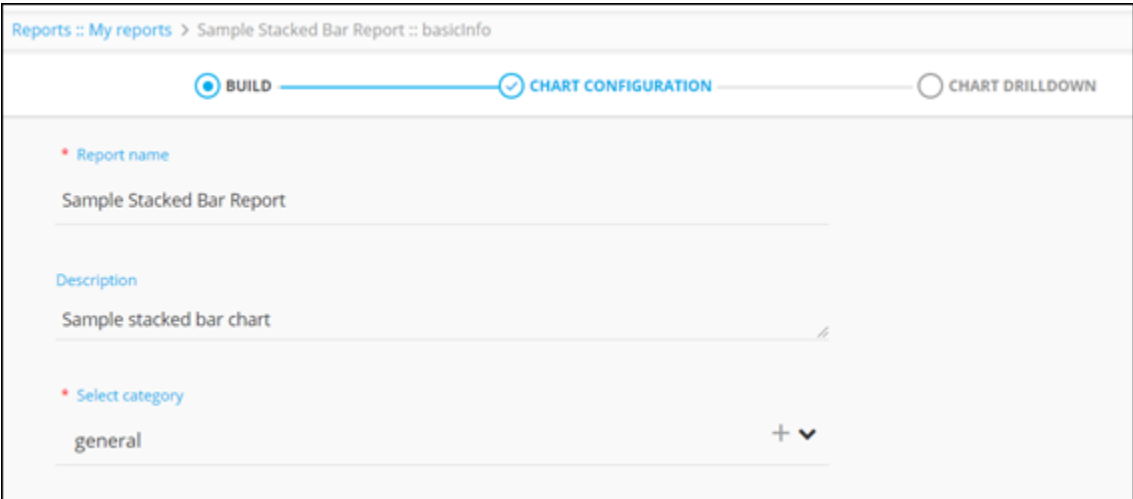 Reports :: My reports > Sample Stacked Bar Report :: basicInfo
BUILD CHART CONFIGURATION CHART DRILLDOWN
* Report name
Sample Stacked Bar Report
Description
Sample stacked bar chart
* Select category
general